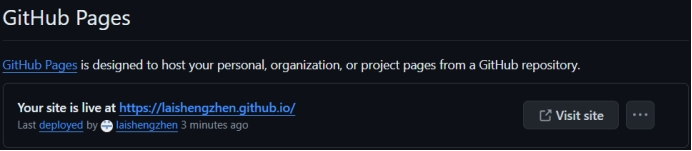 GitHub Pages
GitHub Pages is designed to host your personal, organization, or project pages from a GitHub repository.
Your site is live at https://laishengzhen.github.io/
Last deployed by laishengzhen 3 minutes ago
Visit site